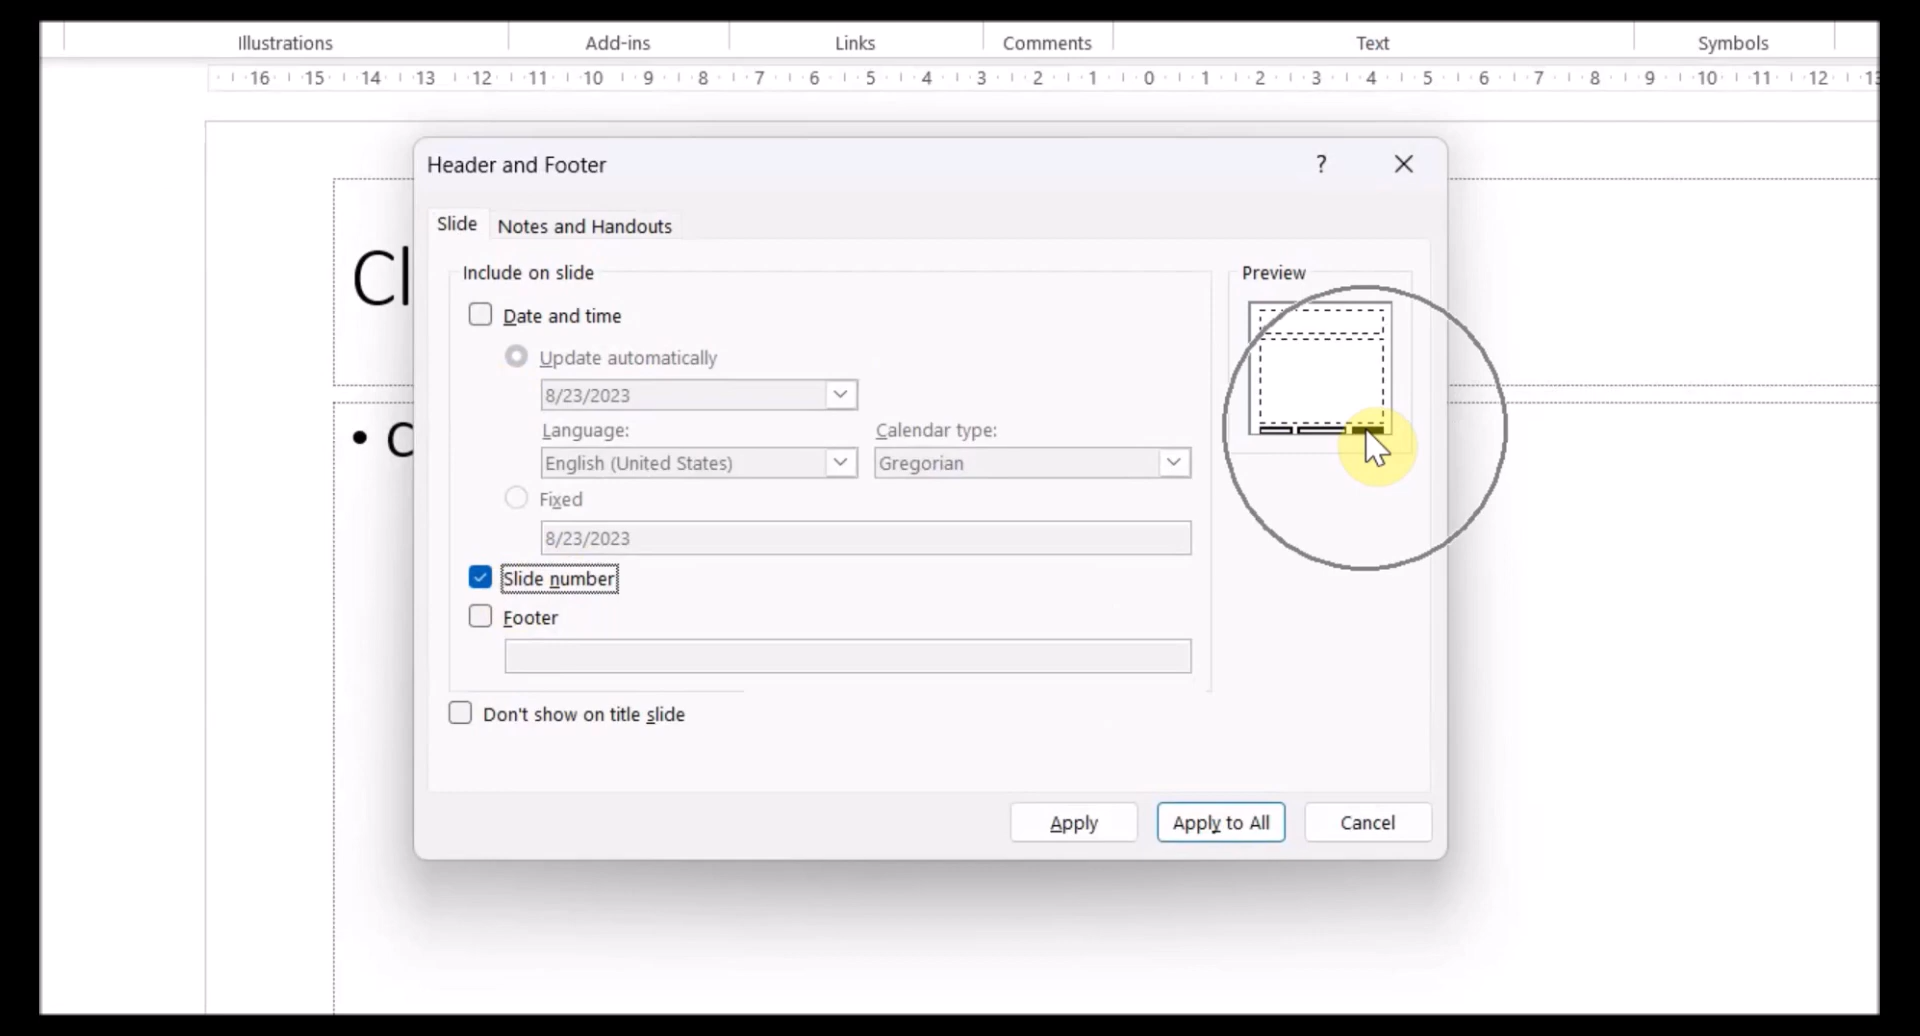 Illustrations Add-ins Links Comments Text Symbols
16 15 14 13 12 11 10 9 8 7 6 5 4 3 2 1 0 1 2 3 4 5 6 7 8 9 10 11 12 13
Header and Footer ?
Slide Notes and Handouts
Include on slide Preview
Cl
Date and time
Update automatically
8/23/2023
Language: Calendar type:
• C
English (United States) Gregorian
Fixed
8/23/2023
Slide number
Footer
Don't show on title slide
Apply Apply to All Cancel